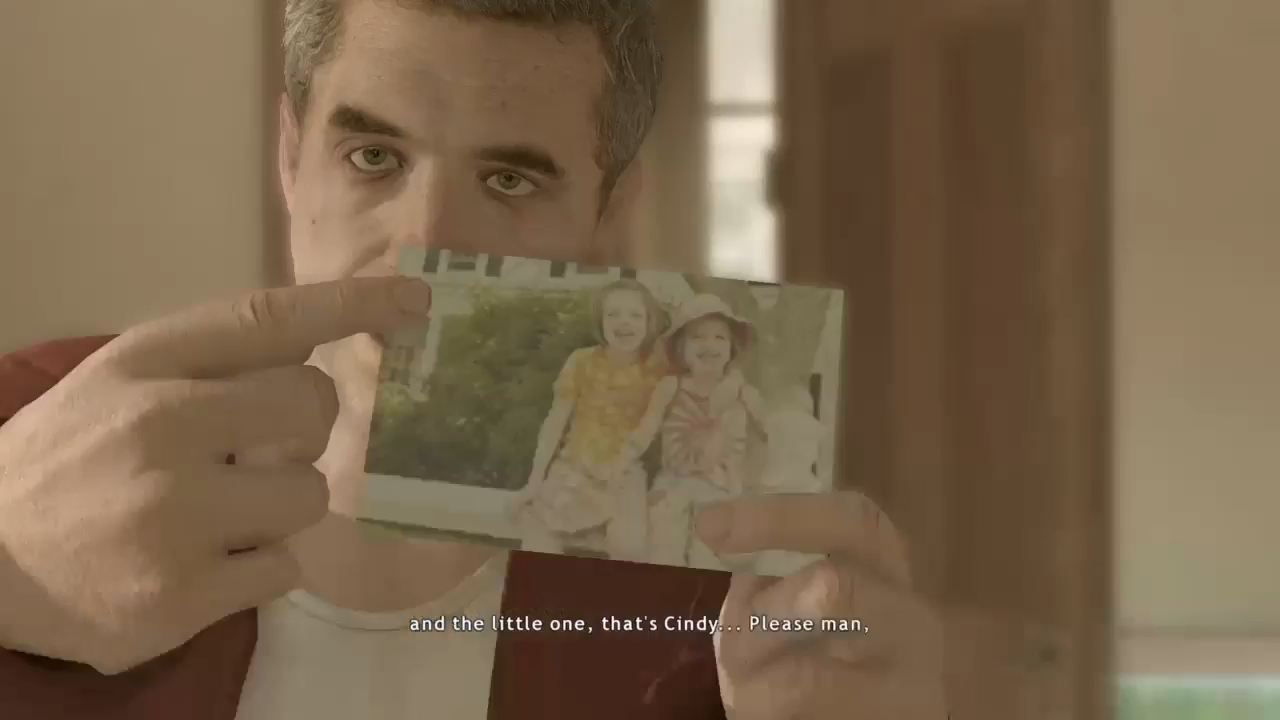 and the little one, that's Cindy... Please man,